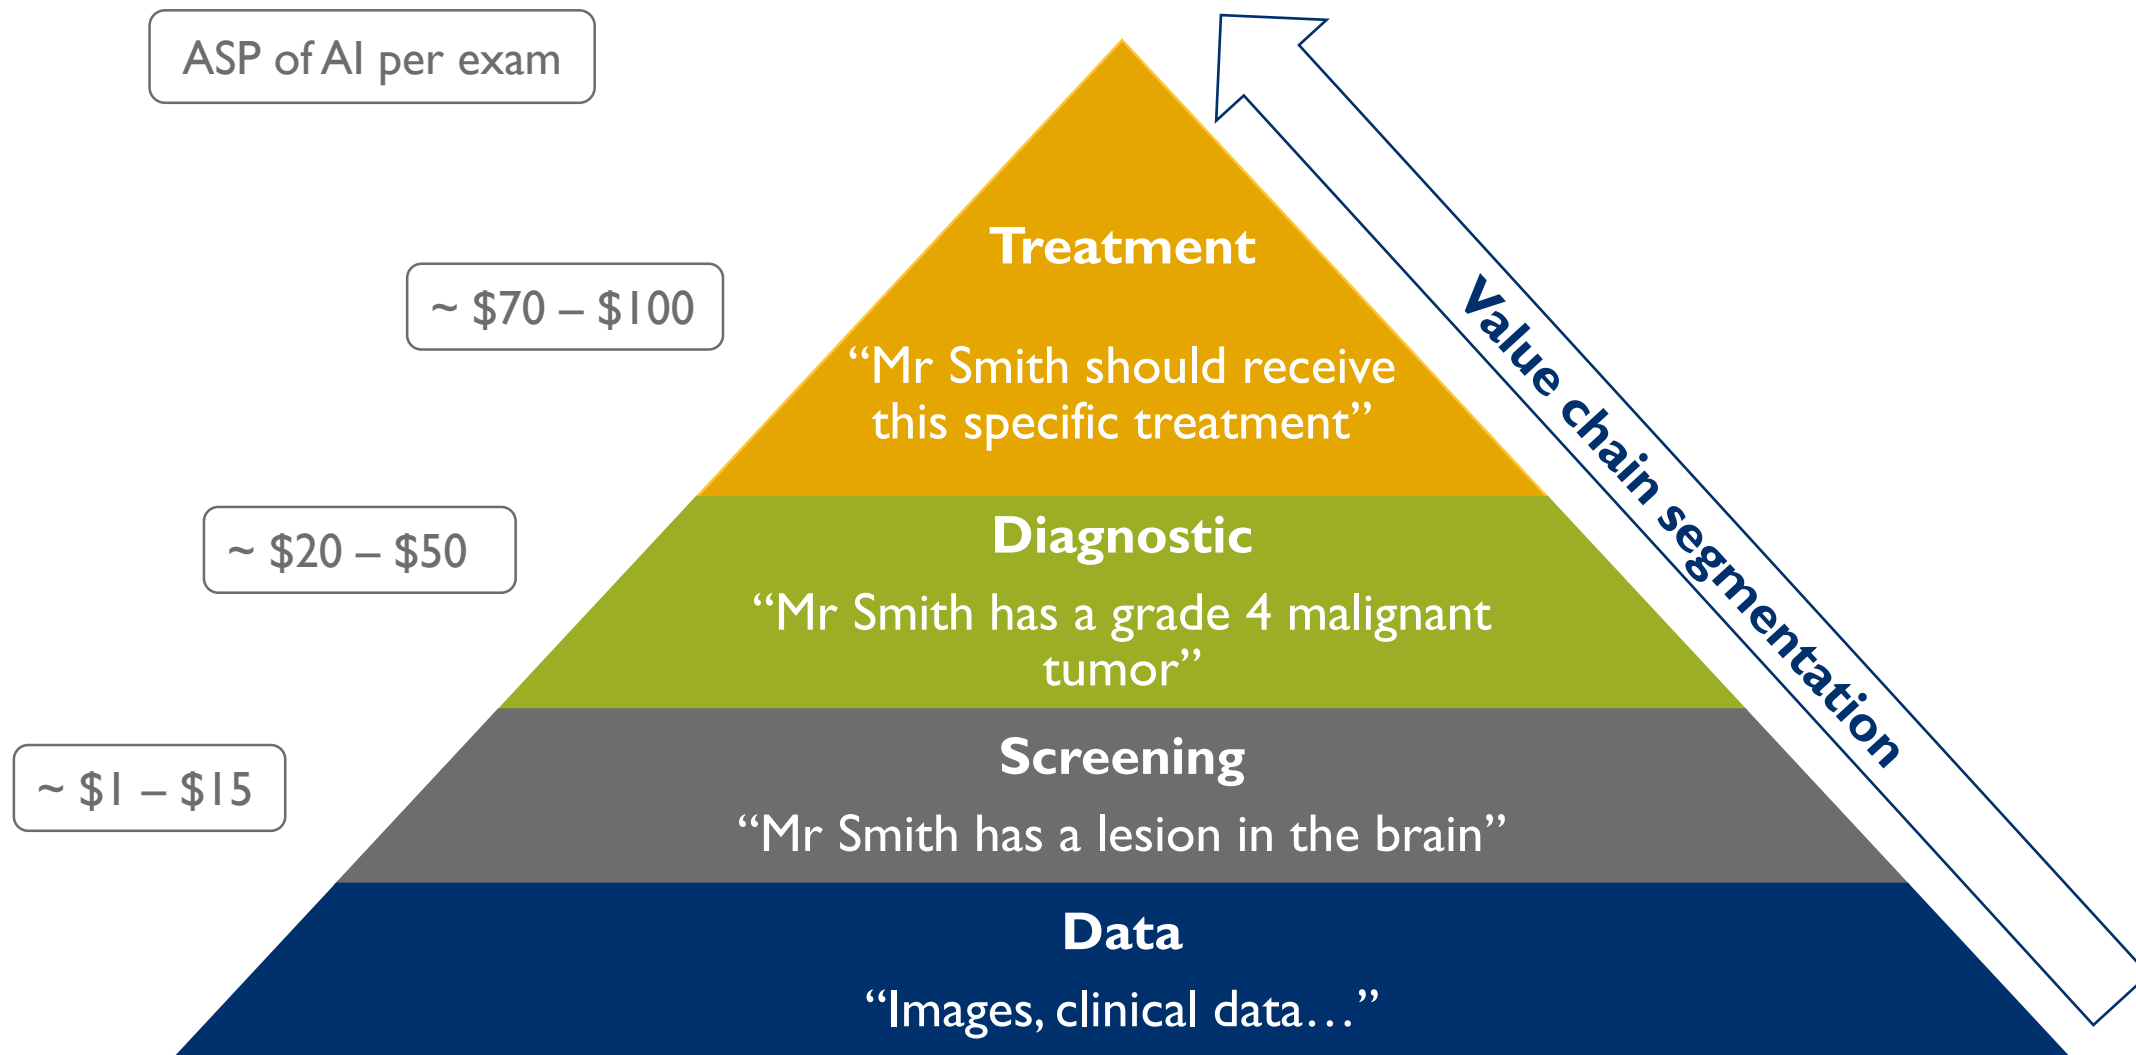 ASP of AI per exam
Treatment
~ $70 – $100
“Mr Smith should receive
this specific treatment”
Value chain segmentation
Diagnostic
~ $20 – $50
“Mr Smith has a grade 4 malignant
tumor”
Screening
~ $1 – $15
“Mr Smith has a lesion in the brain”
Data
“Images, clinical data…”